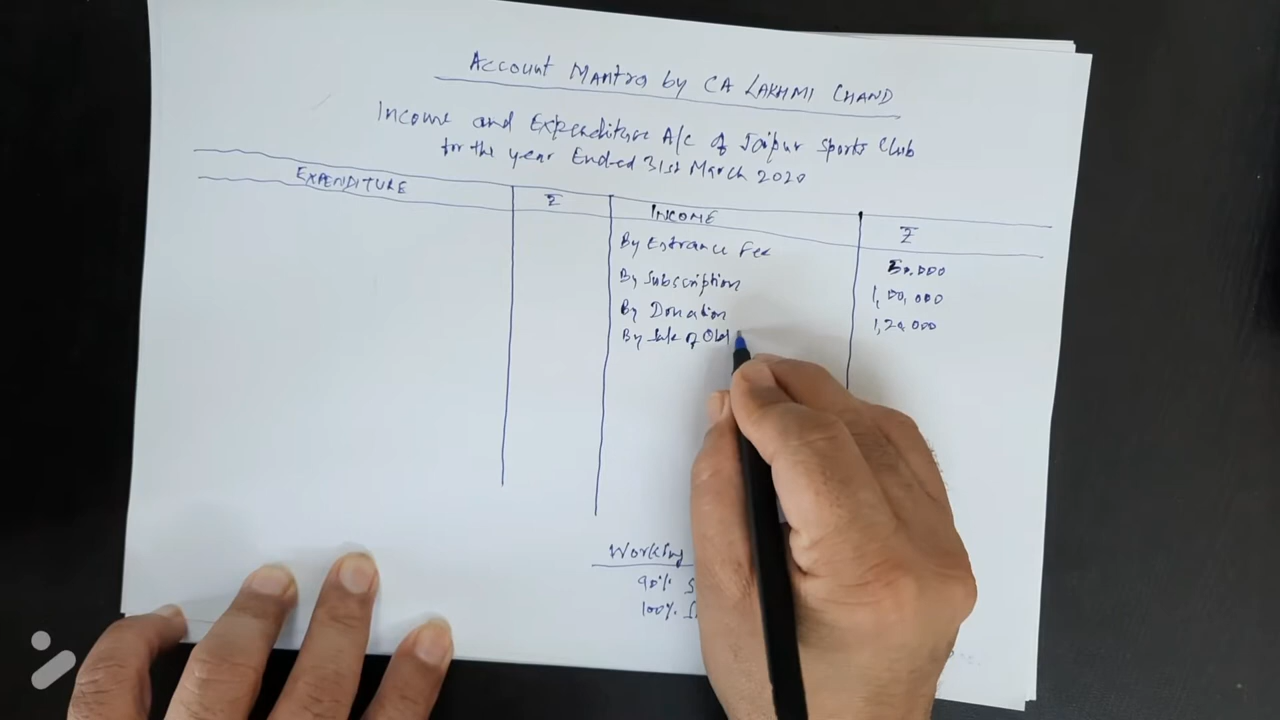 Account Mantra by CA LAKHMI CHAND
Income and Expenditure A/c of Jaipur Sports Club
for the year Ended 31st March 2020
EXPENDITURE ₹ INCOME ₹
By Entrance Fee 50,000
By Subscription 1,00,000
By Donation 1,20,000
By Sale of Old
Working
90%
100%